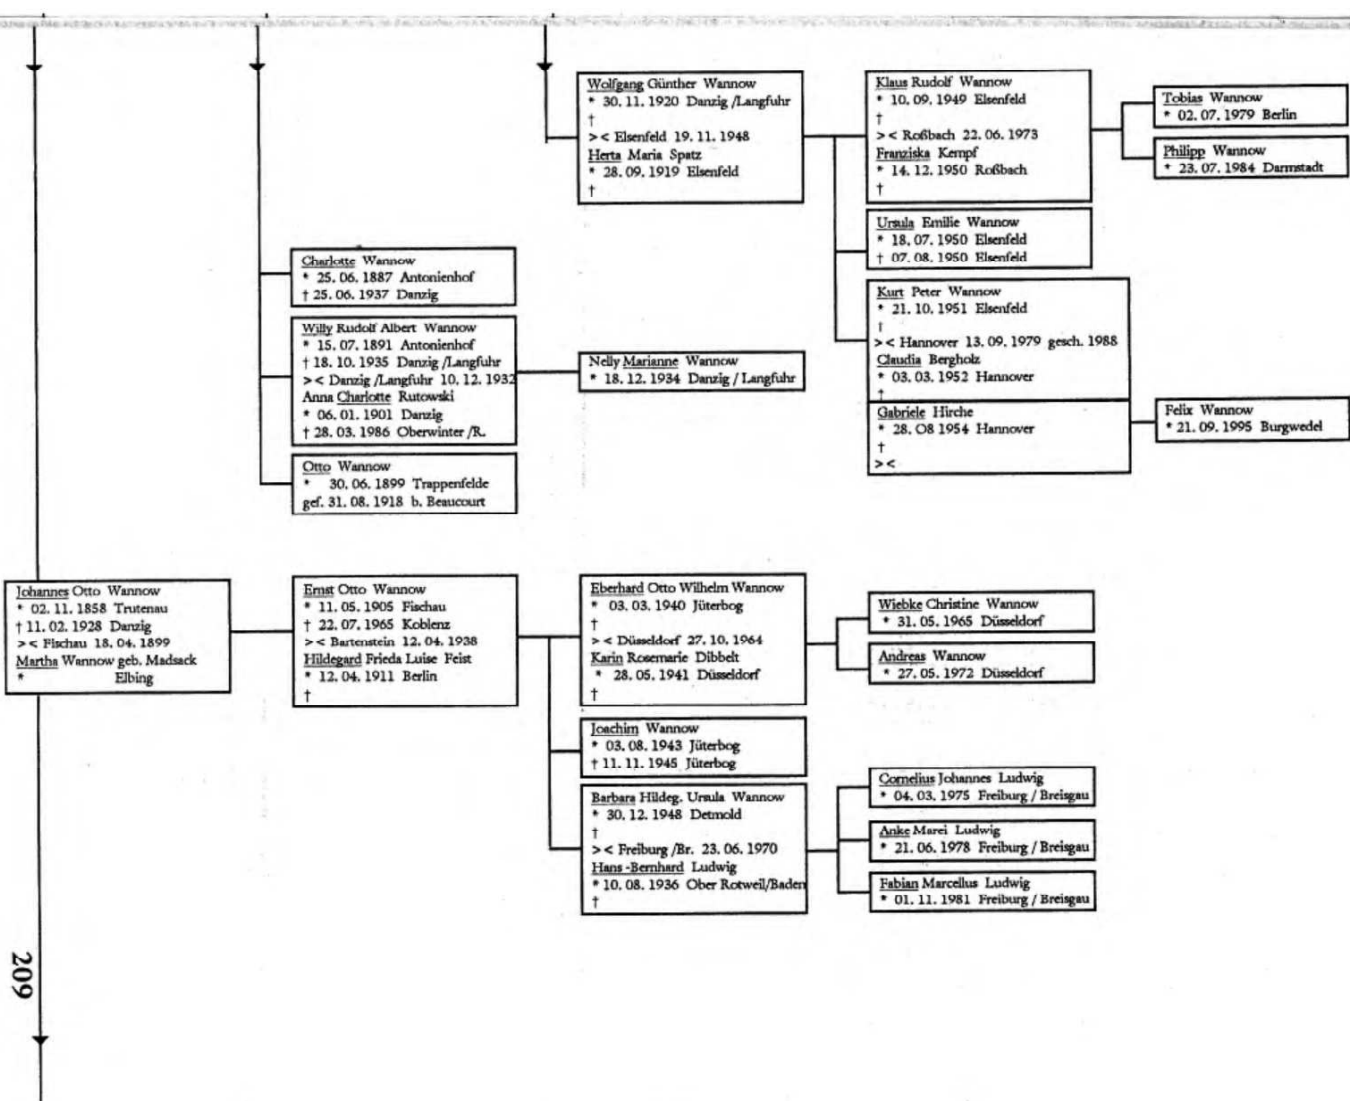 Wolfgang Günther Wannow
* 30. 11. 1920 Danzig /Langfuhr
†
>< Elsenfeld 19. 11. 1948
Herta Maria Spatz
* 28. 09. 1919 Elsenfeld
†
Klaus Rudolf Wannow
* 10. 09. 1949 Elsenfeld
†
>< Roßbach 22. 06. 1973
Franziska Kempf
* 14. 12. 1950 Roßbach
†
Tobias Wannow
* 02. 07. 1979 Berlin
Philipp Wannow
* 23. 07. 1984 Darmstadt
Ursula Emilie Wannow
* 18. 07. 1950 Elsenfeld
† 07. 08. 1950 Elsenfeld
Kurt Peter Wannow
* 21. 10. 1951 Elsenfeld
†
>< Hannover 13. 09. 1979 gesch. 1988
Claudia Bergholz
* 03. 03. 1952 Hannover
†
Gabriele Hirche
* 28. O8 1954 Hannover
†
><
Felix Wannow
* 21. 09. 1995 Burgwedel
Charlotte Wannow
* 25. 06. 1887 Antonienhof
† 25. 06. 1937 Danzig
Willy Rudolf Albert Wannow
* 15. 07. 1891 Antonienhof
† 18. 10. 1935 Danzig /Langfuhr
>< Danzig /Langfuhr 10. 12. 1932
Anna Charlotte Rutowski
* 06. 01. 1901 Danzig
† 28. 03. 1986 Oberwinter /R.
Nelly Marianne Wannow
* 18. 12. 1934 Danzig / Langfuhr
Otto Wannow
* 30. 06. 1899 Trappenfelde
gef. 31. 08. 1918 b. Beaucourt
Johannes Otto Wannow
* 02. 11. 1858 Trutenau
† 11. 02. 1928 Danzig
>< Fischau 18. 04. 1899
Martha Wannow geb. Madsack
* Elbing
Ernst Otto Wannow
* 11. 05. 1905 Fischau
† 22. 07. 1965 Koblenz
>< Bartenstein 12. 04. 1938
Hildegard Frieda Luise Feist
* 12. 04. 1911 Berlin
†
Eberhard Otto Wilhelm Wannow
* 03. 03. 1940 Jüterbog
†
>< Düsseldorf 27. 10. 1964
Karin Rosemarie Dibbelt
* 28. 05. 1941 Düsseldorf
†
Wiebke Christine Wannow
* 31. 05. 1965 Düsseldorf
Andreas Wannow
* 27. 05. 1972 Düsseldorf
Joachim Wannow
* 03. 08. 1943 Jüterbog
† 11. 11. 1945 Jüterbog
Barbara Hildeg. Ursula Wannow
* 30. 12. 1948 Detmold
†
>< Freiburg /Br. 23. 06. 1970
Hans-Bernhard Ludwig
* 10. 08. 1936 Ober Rotweil/Baden
†
Cornelius Johannes Ludwig
* 04. 03. 1975 Freiburg / Breisgau
Anke Marei Ludwig
* 21. 06. 1978 Freiburg / Breisgau
Fabian Marcellus Ludwig
* 01. 11. 1981 Freiburg / Breisgau
209